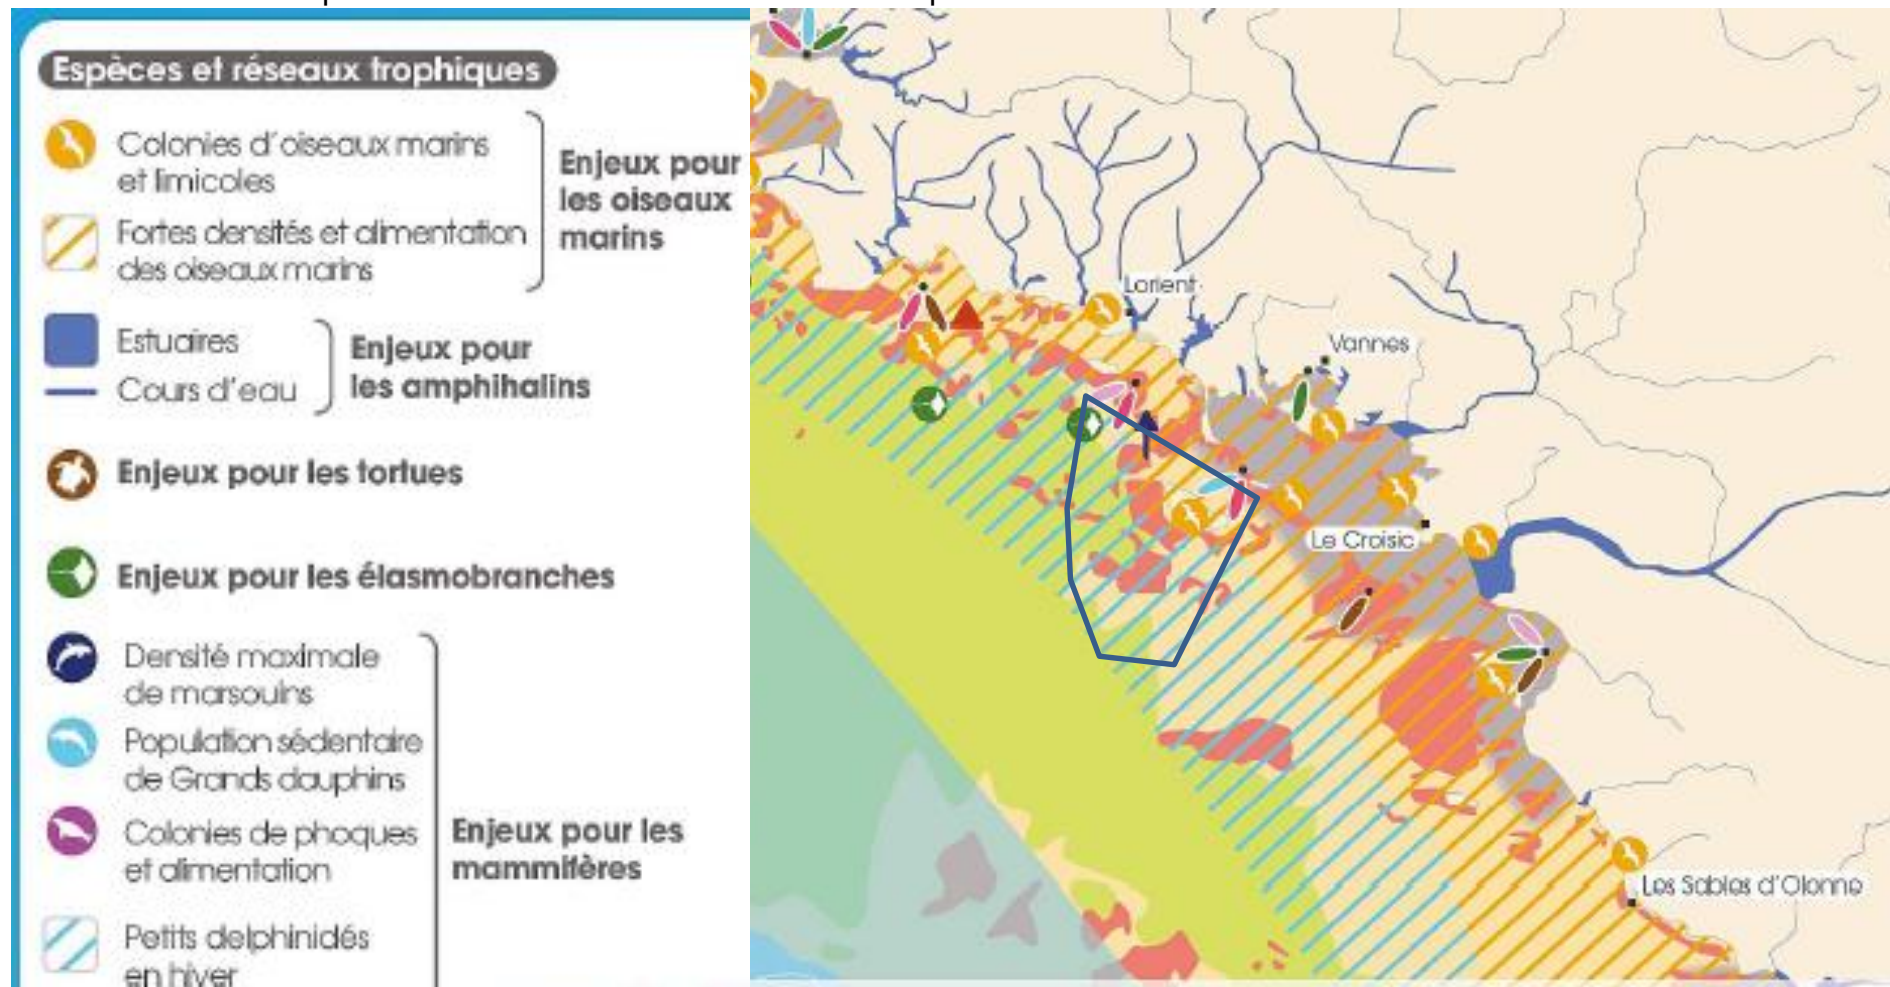 Espèces et réseaux trophiques
Colonies d'oiseaux marins
et limicoles
Fortes densités et alimentation
des oiseaux marins
Enjeux pour
les oiseaux
marins
Estuaires
Cours d'eau
Enjeux pour
les amphihalins
Enjeux pour les tortues
Enjeux pour les élasmobranches
Densité maximale
de marsouins
Population sédentaire
de Grands dauphins
Colonies de phoques
et alimentation
Petits delphinidés
en hiver
Enjeux pour les
mammifères
Lorient
Vannes
Le Croisic
Les Sables d'Olonne